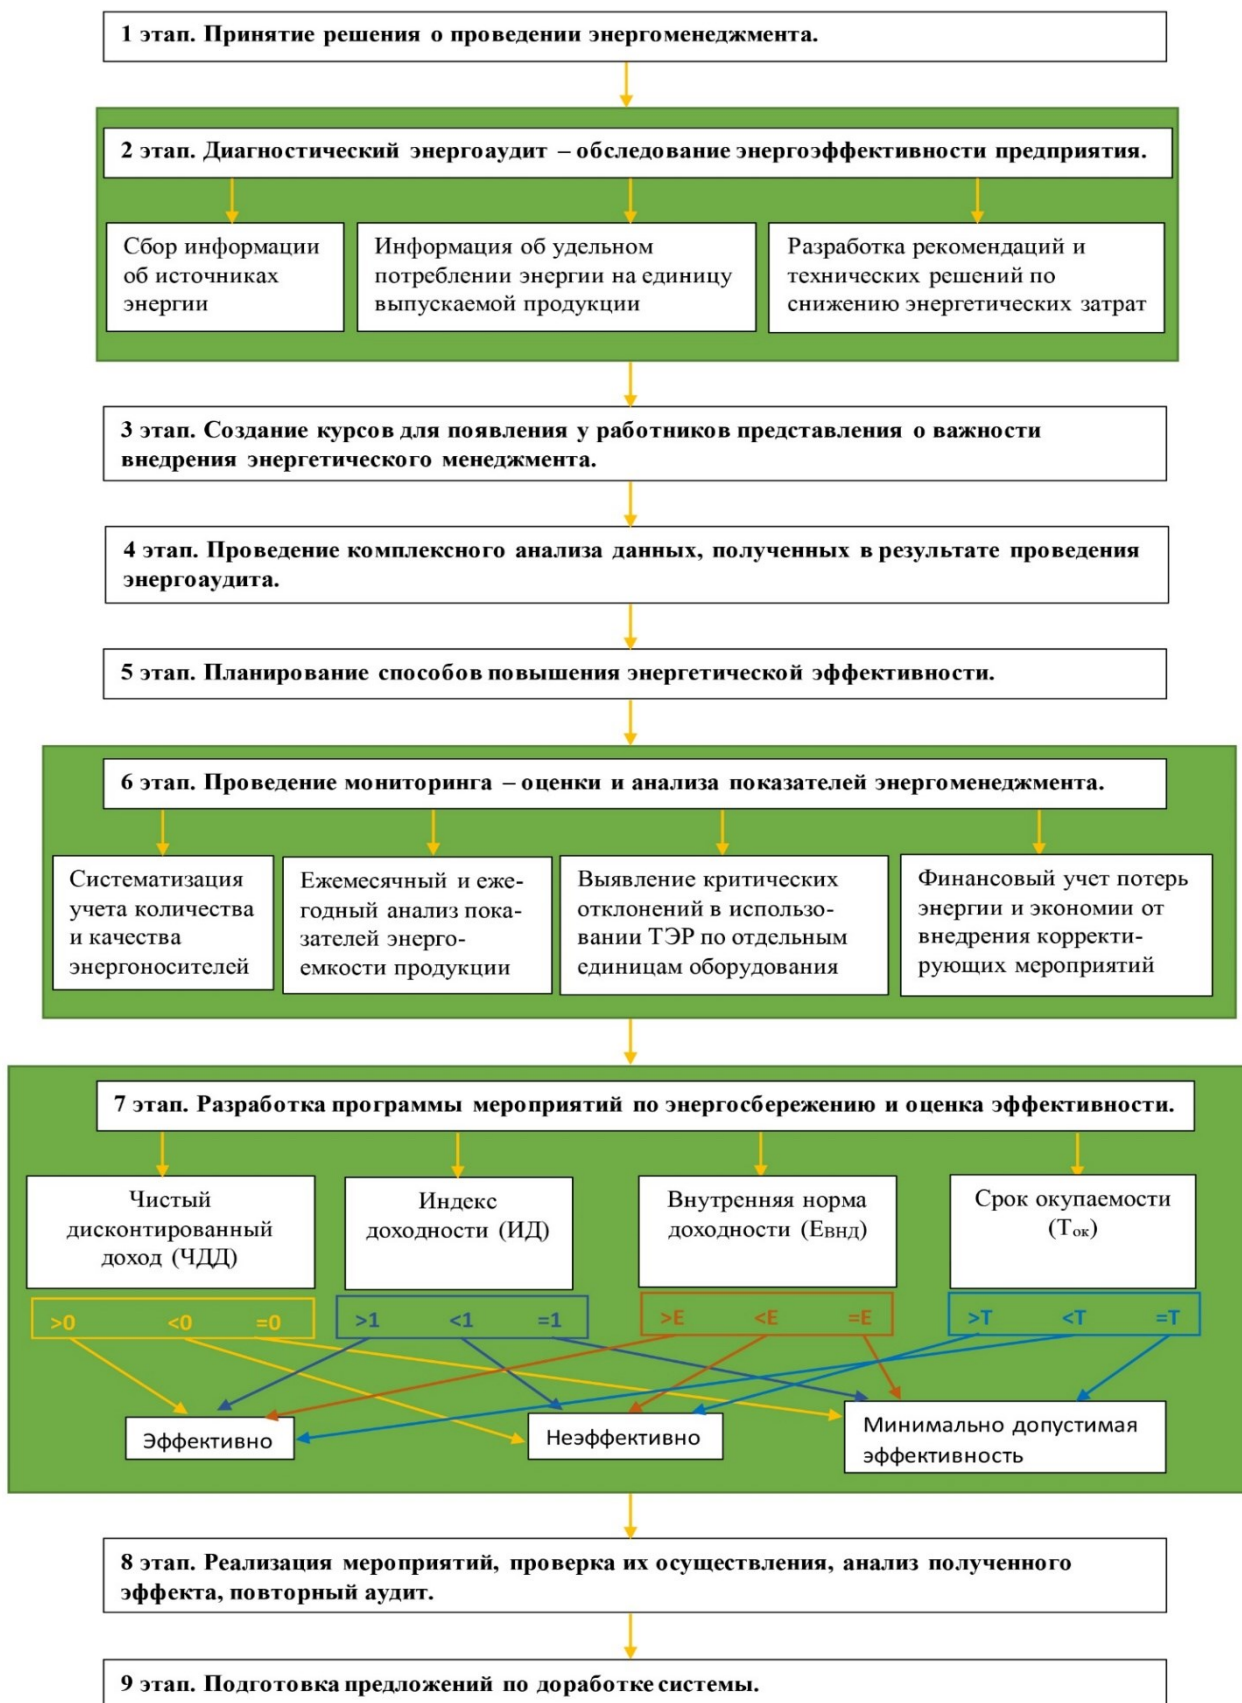 1 этап. Принятие решения о проведении энергоменеджмента.
2 этап. Диагностический энергоаудит – обследование энергоэффективности предприятия.
Сбор информации
об источниках
энергии
Информация об удельном
потреблении энергии на единицу
выпускаемой продукции
Разработка рекомендаций и
технических решений по
снижению энергетических затрат
3 этап. Создание курсов для появления у работников представления о важности
внедрения энергетического менеджмента.
4 этап. Проведение комплексного анализа данных, полученных в результате проведения
энергоаудита.
5 этап. Планирование способов повышения энергетической эффективности.
6 этап. Проведение мониторинга – оценки и анализа показателей энергоменеджмента.
Систематизация
учета количества
и качества
энергоносителей
Ежемесячный и еже-
годный анализ пока-
зателей энерго-
емкости продукции
Выявление критических
отклонений в использо-
вании ТЭР по отдельным
единицам оборудования
Финансовый учет потерь
энергии и экономии от
внедрения корректи-
рующих мероприятий
7 этап. Разработка программы мероприятий по энергосбережению и оценка эффективности.
Чистый
дисконтированный
доход (ЧДД)
Индекс
доходности (ИД)
Внутренняя норма
доходности (Евнд)
Срок окупаемости
(Ток)
>0 <0 =0
>1 <1 =1
>Е <Е =Е
>Т <Т =Т
Эффективно
Неэффективно
Минимально допустимая
эффективность
8 этап. Реализация мероприятий, проверка их осуществления, анализ полученного
эффекта, повторный аудит.
9 этап. Подготовка предложений по доработке системы.